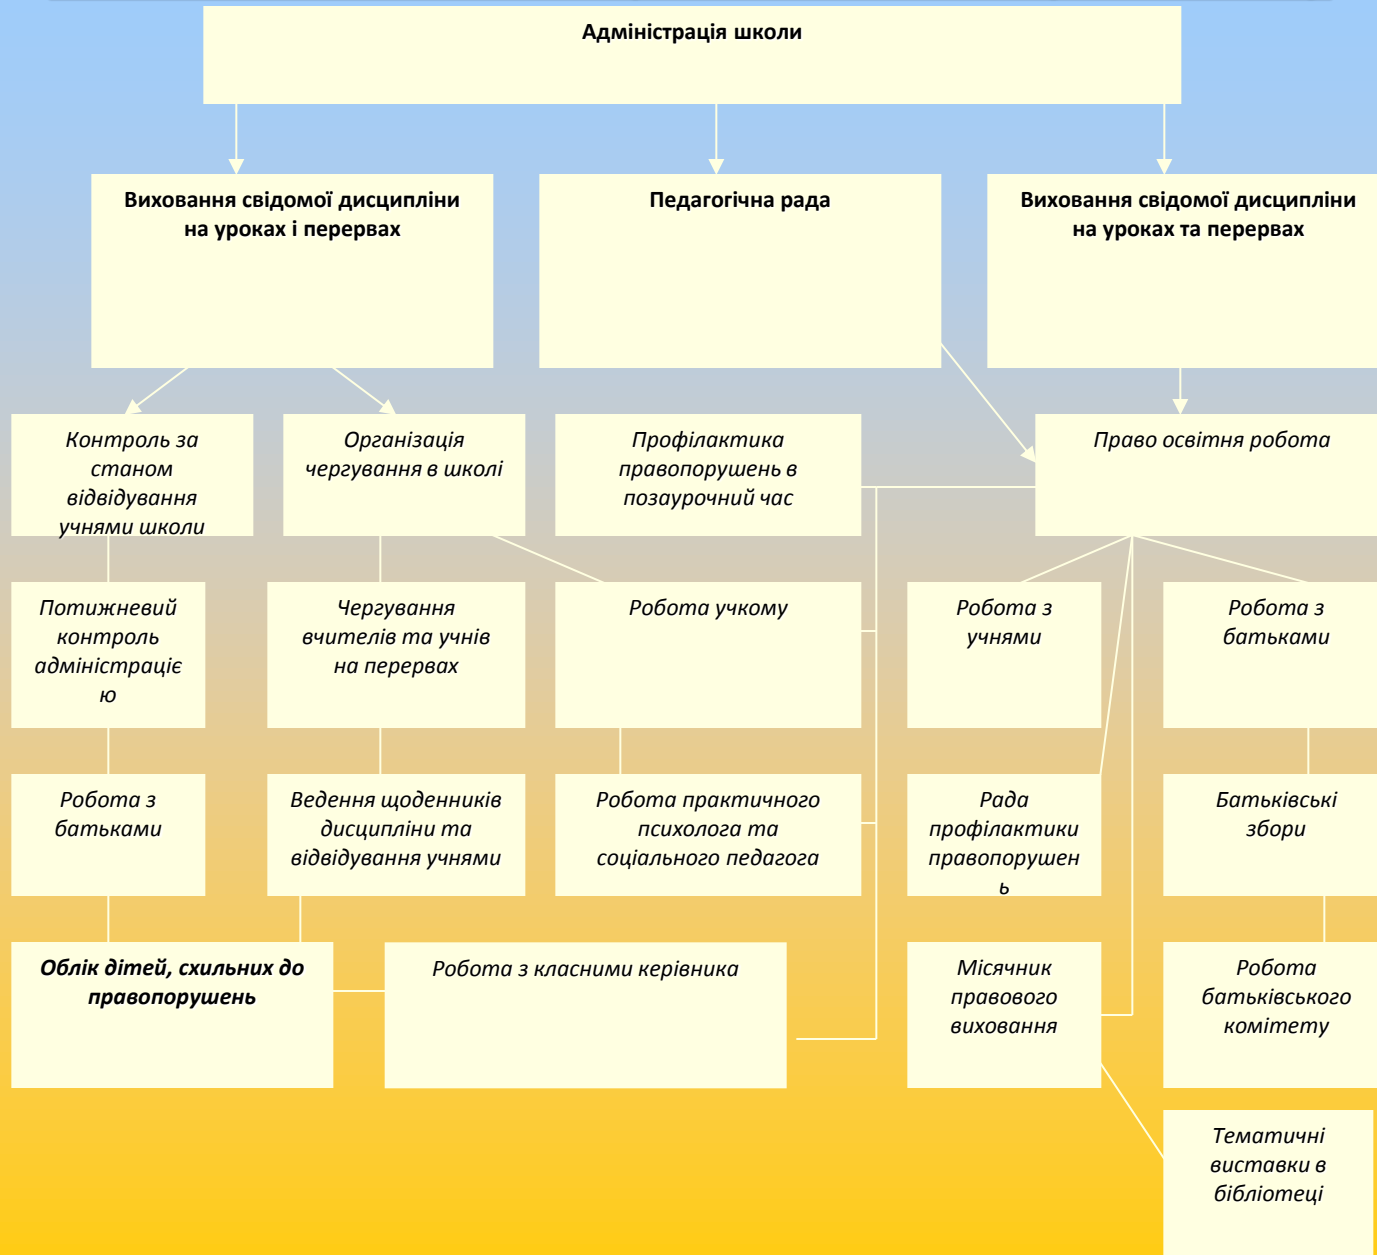 Адміністрація школи
Виховання свідомої дисципліни
на уроках і перервах
Педагогічна рада
Виховання свідомої дисципліни
на уроках та перервах
Контроль за
станом
відвідування
учнями школи
Організація
чергування в школі
Профілактика
правопорушень в
позаурочний час
Право освітня робота
Потижневий
контроль
адміністраціє
ю
Чергування
вчителів та учнів
на перервах
Робота учкому
Робота з
учнями
Робота з
батьками
Робота з
батьками
Ведення щоденників
дисципліни та
відвідування учнями
Робота практичного
психолога та
соціального педагога
Рада
профілактики
правопорушен
ь
Батьківські
збори
Облік дітей, схильних до
правопорушень
Робота з класними керівника
Місячник
правового
виховання
Робота
батьківського
комітету
Тематичні
виставки в
бібліотеці